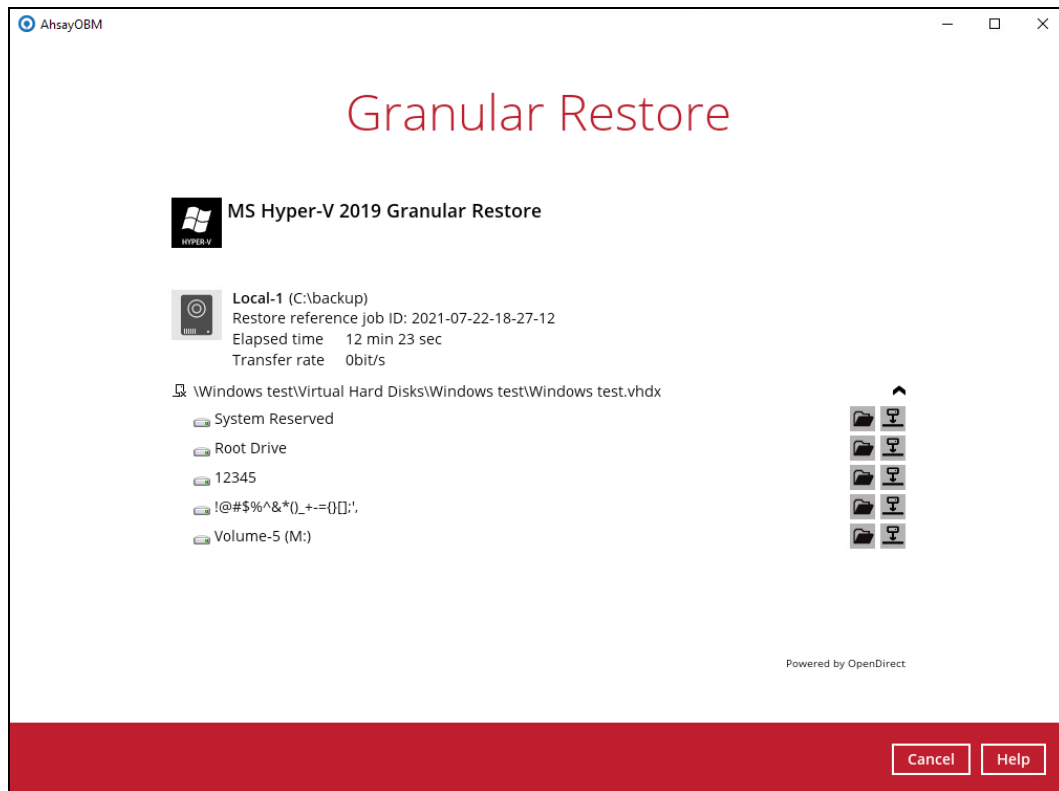 AhsayOBM
Granular Restore
HYPER-V
MS Hyper-V 2019 Granular Restore
Local-1 (C:\backup)
Restore reference job ID: 2021-07-22-18-27-12
Elapsed time 12 min 23 sec
Transfer rate 0bit/s
\Windows test\Virtual Hard Disks\Windows test\Windows test.vhdx
System Reserved
Root Drive
12345
!@#$%^&*()_+-={}[];',
Volume-5 (M:)
Powered by OpenDirect
Cancel Help